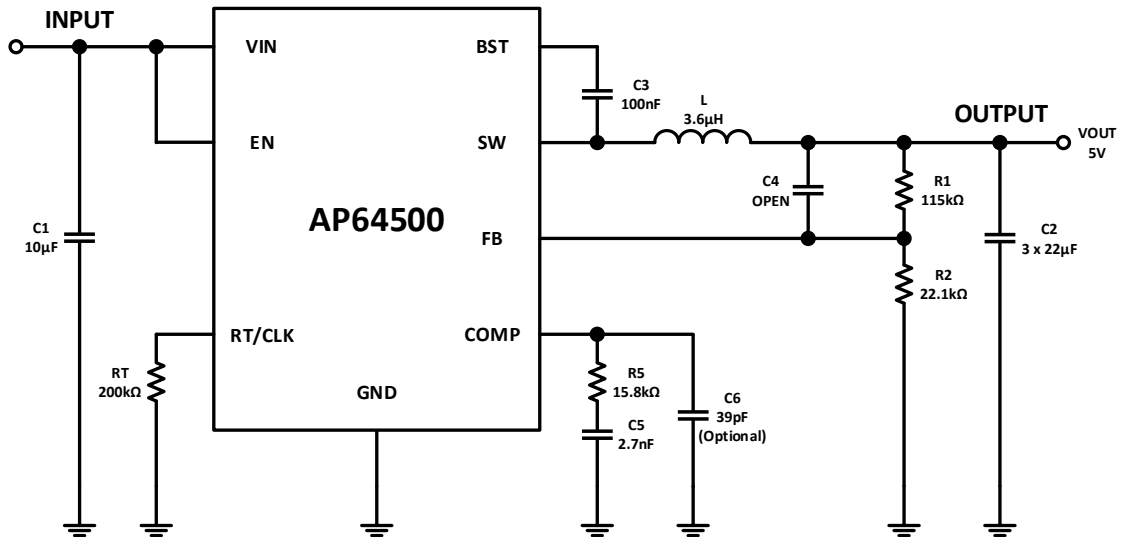 INPUT
VIN
BST
C3
100nF
L
3.6µH
OUTPUT
VOUT
5V
EN
SW
C4
OPEN
R1
115kΩ
AP64500
C1
10µF
FB
C2
3 x 22µF
R2
22.1kΩ
RT/CLK
COMP
RT
200kΩ
GND
R5
15.8kΩ
C6
39pF
(Optional)
C5
2.7nF